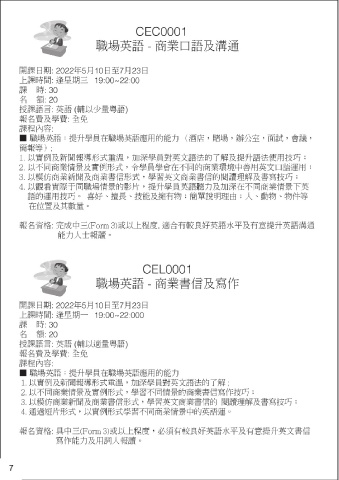 CEC0001
職場英語 - 商業口語及溝通
開課日期: 2022年5月10日至7月23日
上課時間: 逢星期三 19:00~22:00
課 時: 30
名 額: 20
授課語言: 英語 (輔以少量粵語)
報名費及學費: 全免
課程內容:
■ 職場英語：提升學員在職場英語應用的能力 （酒店，賭場，辦公室，面試，會議，
簡報等）:
1. 以實例及新聞報導形式重溫，加深學員對英文語法的了解及提升語法使用技巧；
2. 以不同商業情景及實例形式，令學員學會在不同的商業環境中善用英文口語運用；
3. 以模仿商業新聞及商業書信形式，學習英文商業書信的閱讀理解及書寫技巧；
4. 以觀看實際于同職場情景的影片，提升學員英語聽力及加深在不同商業情景下英
語的運用技巧。 喜好、擅長、技能及擁有物；簡單說明理由；人、動物、物件等
在位置及其數量。
報名資格: 完成中三(Form 3)或以上程度, 適合有較良好英語水平及有意提升英語溝通
能力人士報讀。
CEL0001
職場英語 - 商業書信及寫作
開課日期: 2022年5月10日至7月23日
上課時間: 逢星期一 19:00~22:000
課 時: 30
名 額: 20
授課語言: 英語 (輔以適量粵語)
報名費及學費: 全免
課程內容:
■ 職場英語：提升學員在職場英語應用的能力
1. 以實例及新聞報導形式重溫，加深學員對英文語法的了解；
2. 以不同商業情景及實例形式，學習不同情景的商業書信寫作技巧；
3. 以模仿商業新聞及商業書信形式，學習英文商業書信的 閱讀理解及書寫技巧；
4. 通過短片形式，以實例形式學習不同商業情景中的英語運。
報名資格: 具中三(Form 3)或以上程度，必須有較良好英語水平及有意提升英文書信
寫作能力及用詞人報讀。
7